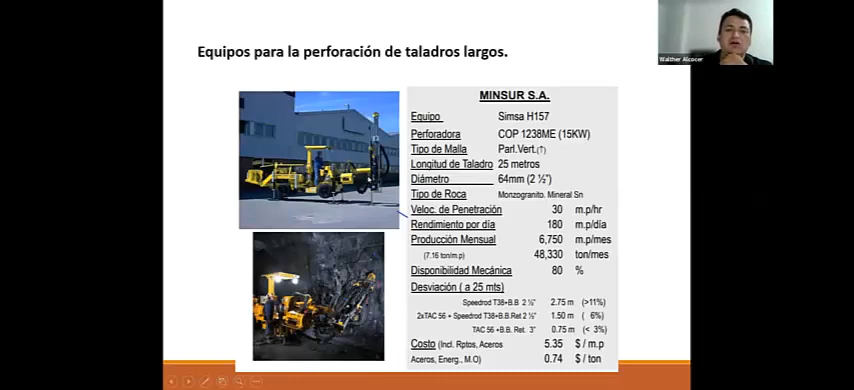 Walther Alcocer
Equipos para la perforación de taladros largos.
MINSUR S.A.
Equipo Simsa H157
Perforadora COP 1238ME (15KW)
Tipo de Malla Parl.Vert.(↑)
Longitud de Taladro 25 metros
Diámetro 64mm (2 ½")
Tipo de Roca Monzogranito. Mineral Sn
Veloc. de Penetración 30 m.p/hr
Rendimiento por día 180 m.p/día
Producción Mensual 6,750 m.p/mes
(7.16 ton/m.p) 48,330 ton/mes
Disponibilidad Mecánica 80 %
Desviación ( a 25 mts)
Speedrod T38+B.B 2 ½" 2.75 m (>11%)
2xTAC 56 + Speedrod T38+B.B.Ret 2 ½" 1.50 m ( 6%)
TAC 56 +B.B. Ret. 3" 0.75 m (< 3%)
Costo (Incl. Rptos, Aceros 5.35 $ / m.p
Aceros, Energ., M.O) 0.74 $ / ton